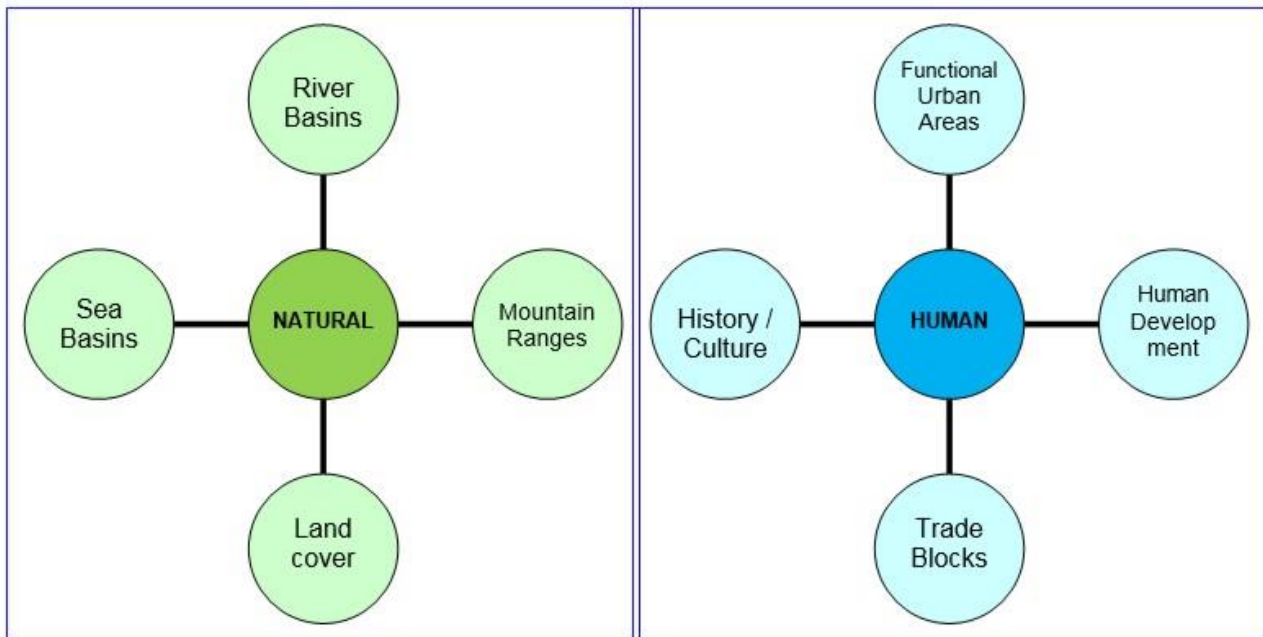 River
Basins
Sea
Basins
NATURAL
Mountain
Ranges
Land
cover
Functional
Urban
Areas
History /
Culture
HUMAN
Human
Develop
ment
Trade
Blocks